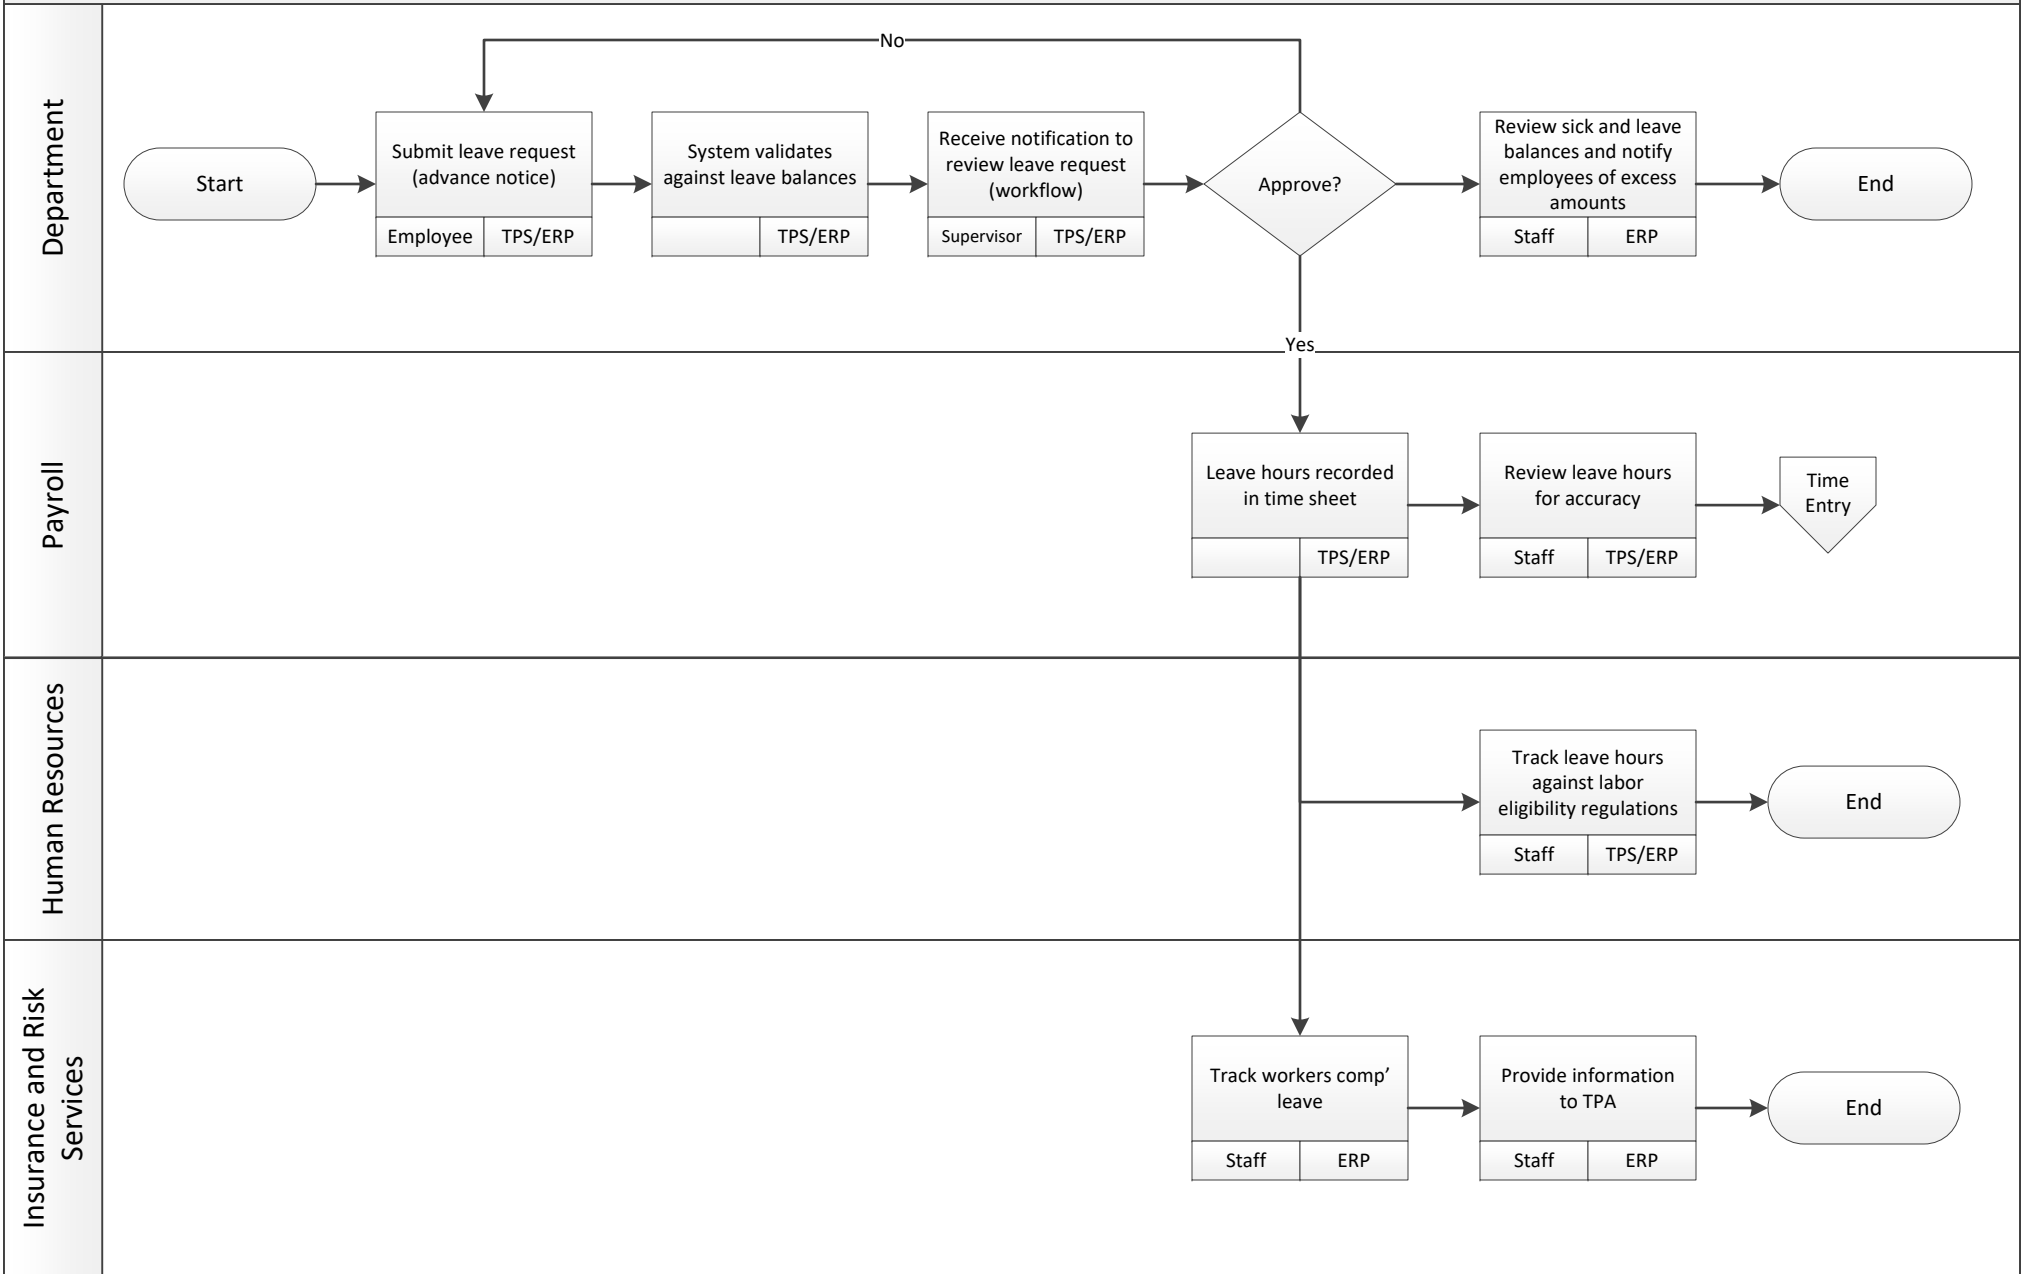 Department
No
Start
Submit leave request
(advance notice)
Employee
TPS/ERP
System validates
against leave balances
TPS/ERP
Receive notification to
review leave request
(workflow)
Supervisor
TPS/ERP
Approve?
Review sick and leave
balances and notify
employees of excess
amounts
Staff
ERP
End
Yes
Payroll
Leave hours recorded
in time sheet
TPS/ERP
Review leave hours
for accuracy
Staff
TPS/ERP
Time
Entry
Human Resources
Track leave hours
against labor
eligibility regulations
Staff
TPS/ERP
End
Insurance and Risk
Services
Track workers comp’
leave
Staff
ERP
Provide information
to TPA
Staff
ERP
End